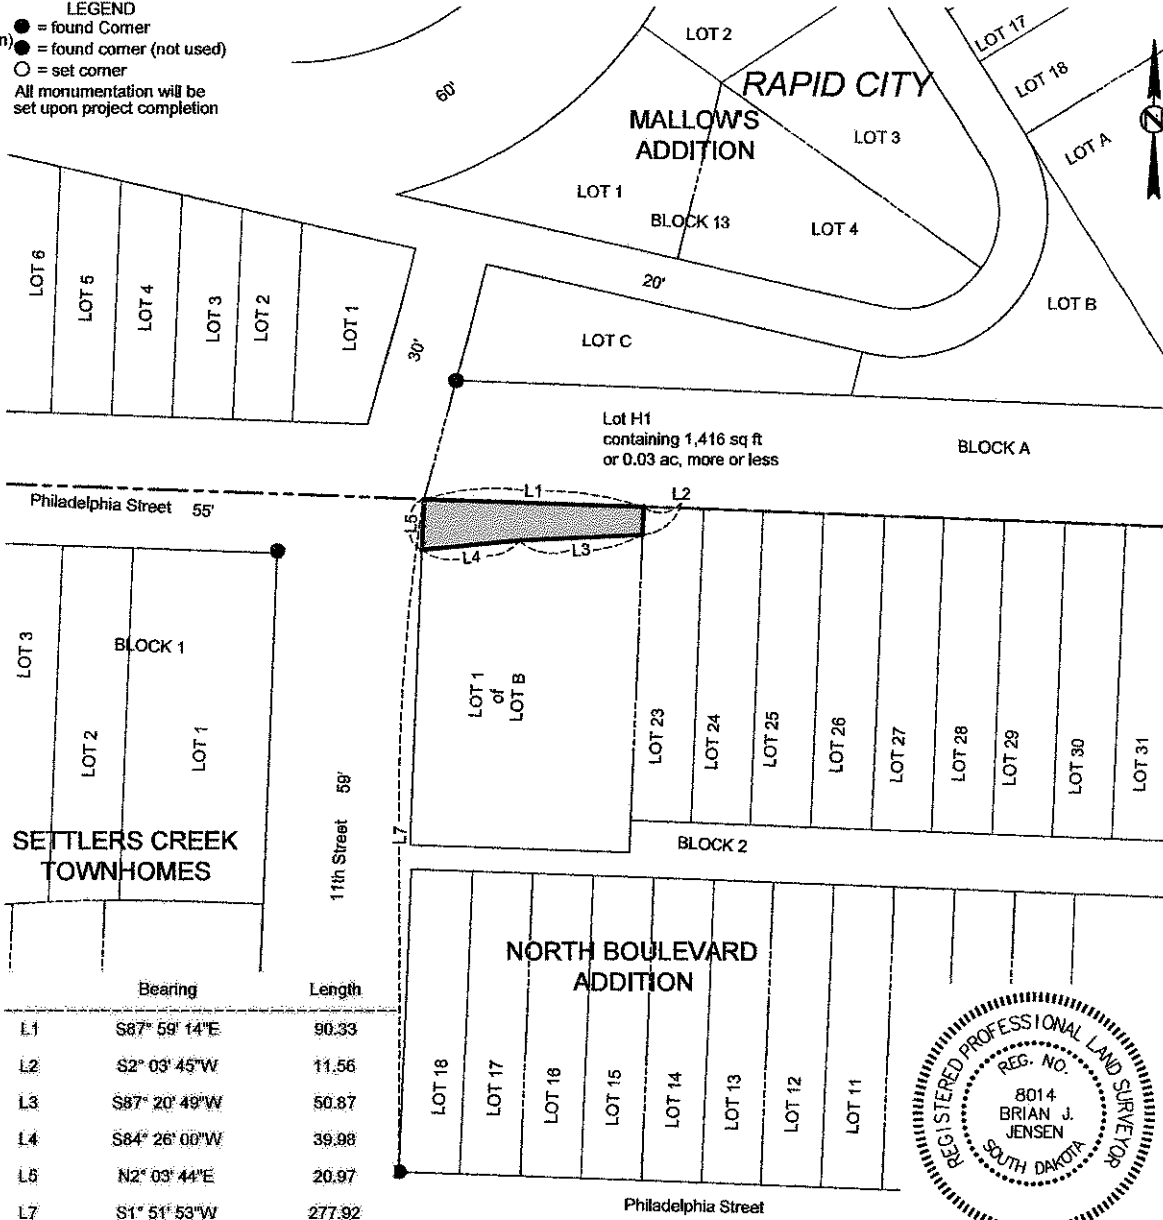 LEGEND
= found Corner
n)
= found corner (not used)
= set corner
All monumentation will be
set upon project completion
60'
LOT 2
RAPID CITY
MALLOW'S
ADDITION
LOT 3
LOT 17
LOT 18
LOT A
N
LOT 1
BLOCK 13
LOT 4
20'
LOT B
LOT 6
LOT 5
LOT 4
LOT 3
LOT 2
LOT 1
30'
LOT C
Lot H1
containing 1,416 sq ft
or 0.03 ac, more or less
BLOCK A
Philadelphia Street 55'
L1
L2
L5
L4
L3
LOT 3
BLOCK 1
LOT 2
LOT 1
LOT 1
of
LOT B
LOT 23
LOT 24
LOT 25
LOT 26
LOT 27
LOT 28
LOT 29
LOT 30
LOT 31
SETTLERS CREEK
TOWNHOMES
11th Street 59'
L7
BLOCK 2
NORTH BOULEVARD
ADDITION
LOT 18
LOT 17
LOT 16
LOT 15
LOT 14
LOT 13
LOT 12
LOT 11
Philadelphia Street
Bearing Length
L1 S87° 59' 14"E 90.33
L2 S2° 03' 45"W 11.56
L3 S87° 20' 49"W 50.87
L4 S84° 26' 00"W 39.98
L5 N2° 03' 44"E 20.97
L7 S1° 51' 53"W 277.92
REGISTERED PROFESSIONAL LAND SURVEYOR
REG. NO.
8014
BRIAN J.
JENSEN
SOUTH DAKOTA